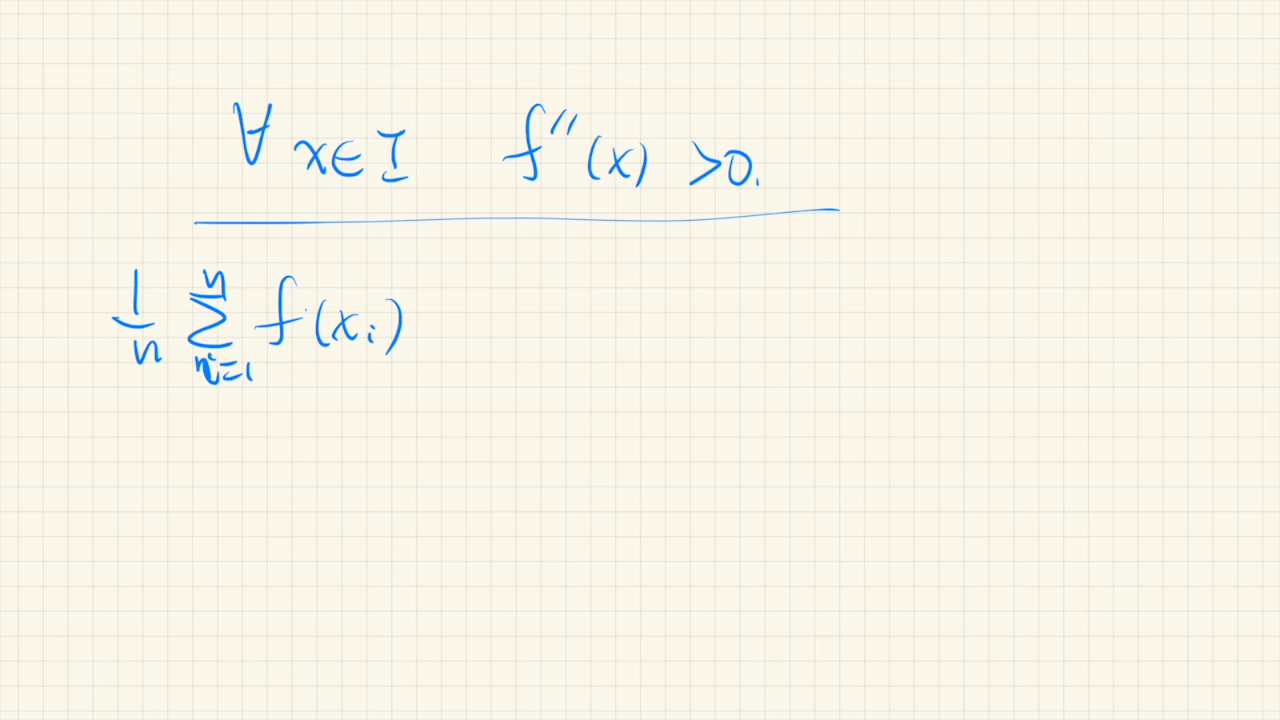 ∀ x∈I f''(x) >0.
1/n ∑_{i=1}^{n} f(x_i)